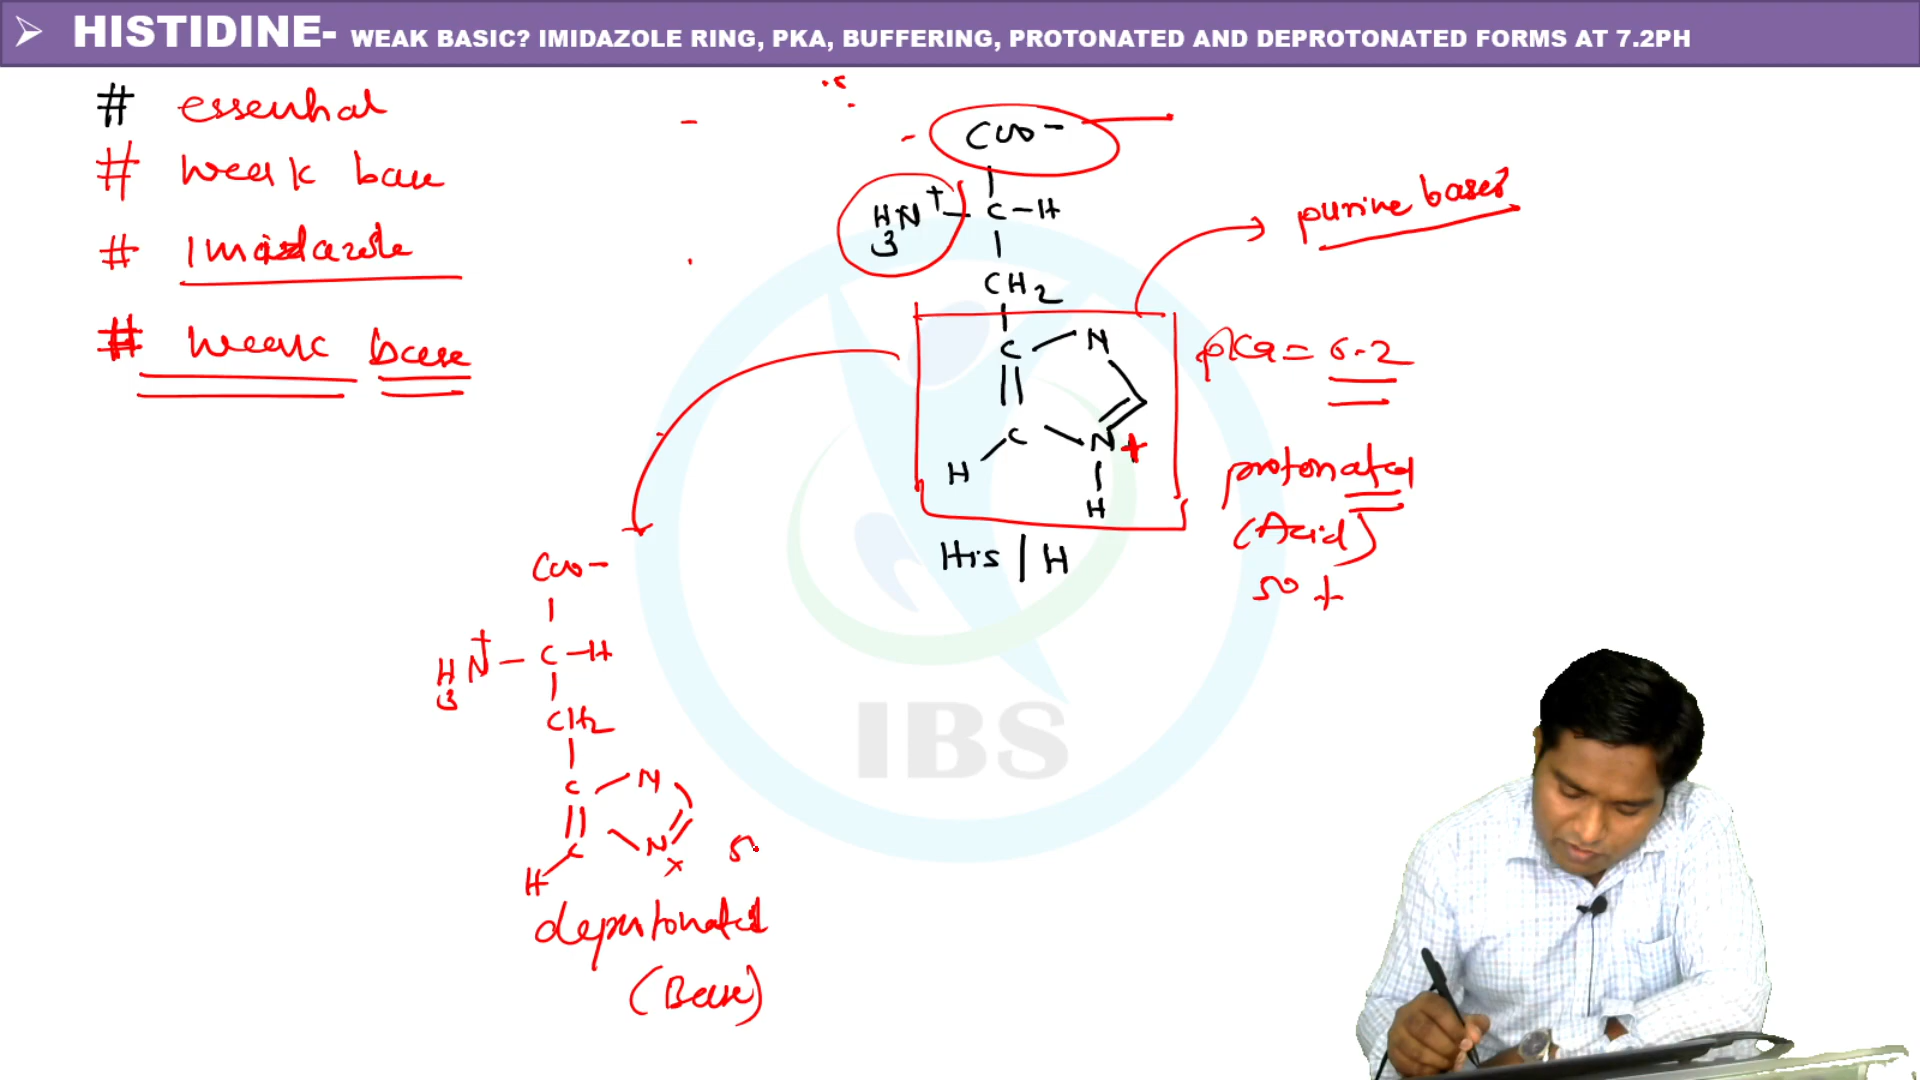 HISTIDINE- WEAK BASIC? IMIDAZOLE RING, PKA, BUFFERING, PROTONATED AND DEPROTONATED FORMS AT 7.2PH
# essential
# weak base
# Imidazole
# weak base
COO-
H3N+ - C - H
CH2
C N
C N+
H
H
His | H
purine bases
pKa = 6.2
protonated
(Acid)
50 +
COO-
H3N+ - C - H
CH2
C N
C N
H
deprotonated
(Base)
IBS